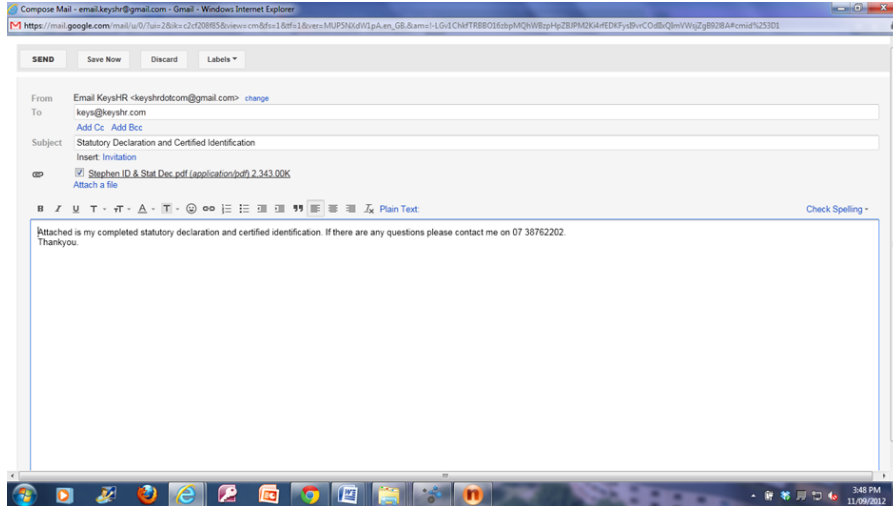 Compose Mail - email.keyshr@gmail.com - Gmail - Windows Internet Explorer
SEND Save Now Discard Labels
From Email KeysHR <keyshrdotcom@gmail.com> change
To keys@keyshr.com
Add Cc Add Bcc
Subject Statutory Declaration and Certified Identification
Insert: Invitation
Stephen ID & Stat Dec.pdf (application/pdf) 2,343.00K
Attach a file
B I U T T A T Tx Plain Text Check Spelling
Attached is my completed statutory declaration and certified identification. If there are any questions please contact me on 07 38762202.
Thankyou.
3:48 PM
11/09/2012